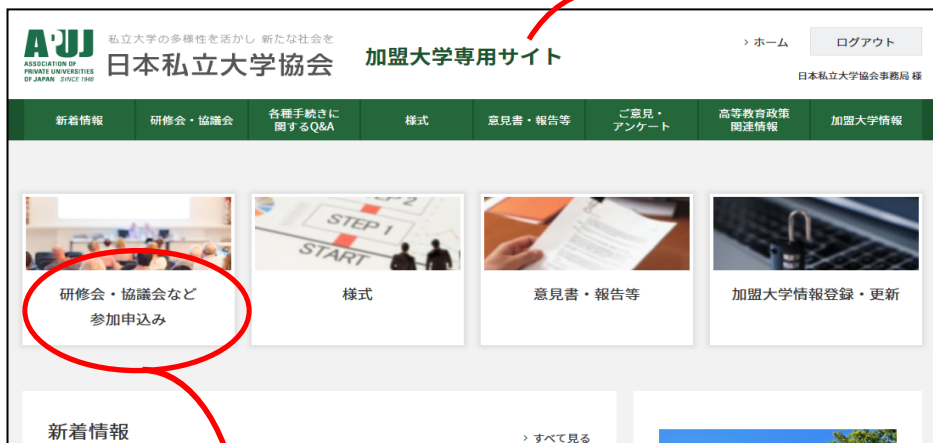 APUJ
ASSOCIATION OF
PRIVATE UNIVERSITIES
OF JAPAN SINCE 1946
私立大学の多様性を活かし 新たな社会を
日本私立大学協会
加盟大学専用サイト
› ホーム
ログアウト
日本私立大学協会事務局 様
新着情報
研修会・協議会
各種手続きに
関するQ&A
様式
意見書・報告等
ご意見・
アンケート
高等教育政策
関連情報
加盟大学情報
STEP 2
STEP 1
START
研修会・協議会など
参加申込み
様式
意見書・報告等
加盟大学情報登録・更新
新着情報
› すべて見る